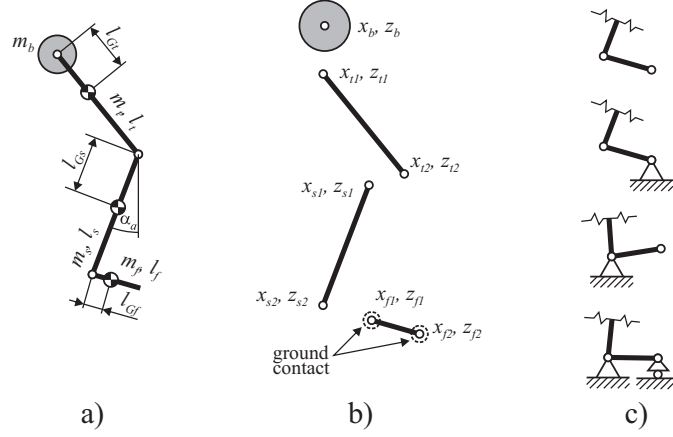 m_b
l_Gt
m_t, l_t
l_Gs
α_a
m_s, l_s
m_f, l_f
l_Gf
a)
x_b, z_b
x_t1, z_t1
x_t2, z_t2
x_s1, z_s1
x_s2, z_s2
x_f1, z_f1
x_f2, z_f2
ground
contact
b)
c)